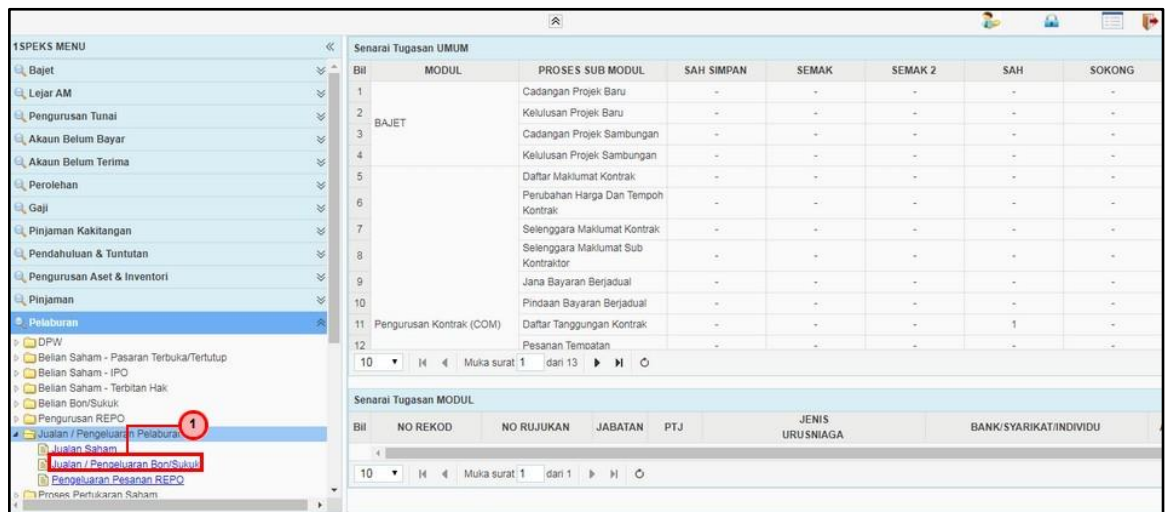 1SPEKS MENU
Bajet
Lejar AM
Pengurusan Tunai
Akaun Belum Bayar
Akaun Belum Terima
Perolehan
Gaji
Pinjaman Kakitangan
Pendahuluan & Tuntutan
Pengurusan Aset & Inventori
Pinjaman
Pelaburan
DPW
Belian Saham - Pasaran Terbuka/Tertutup
Belian Saham - IPO
Belian Saham - Terbitan Hak
Belian Bon/Sukuk
Pengurusan REPO
Jualan / Pengeluaran Pelaburan
1
Jualan Saham
Jualan / Pengeluaran Bon/Sukuk
Pengeluaran Pesanan REPO
Proses Pertukaran Saham
Senarai Tugasan UMUM
Bil MODUL PROSES SUB MODUL SAH SIMPAN SEMAK SEMAK 2 SAH SOKONG
1 Cadangan Projek Baru - - - - -
2 Kelulusan Projek Baru - - - - -
BAJET
3 Cadangan Projek Sambungan - - - - -
4 Kelulusan Projek Sambungan - - - - -
5 Daftar Maklumat Kontrak - - - - -
6 Perubahan Harga Dan Tempoh Kontrak - - - - -
7 Selenggara Maklumat Kontrak - - - - -
8 Selenggara Maklumat Sub Kontraktor - - - - -
9 Jana Bayaran Berjadual - - - - -
10 Pindaan Bayaran Berjadual - - - - -
11 Pengurusan Kontrak (COM) Daftar Tanggungan Kontrak - - - 1 -
12 Pesanan Tempatan - - - - -
10 Muka surat 1 dari 13
Senarai Tugasan MODUL
Bil NO REKOD NO RUJUKAN JABATAN PTJ JENIS URUSNIAGA BANK/SYARIKAT/INDIVIDU
10 Muka surat 1 dari 1